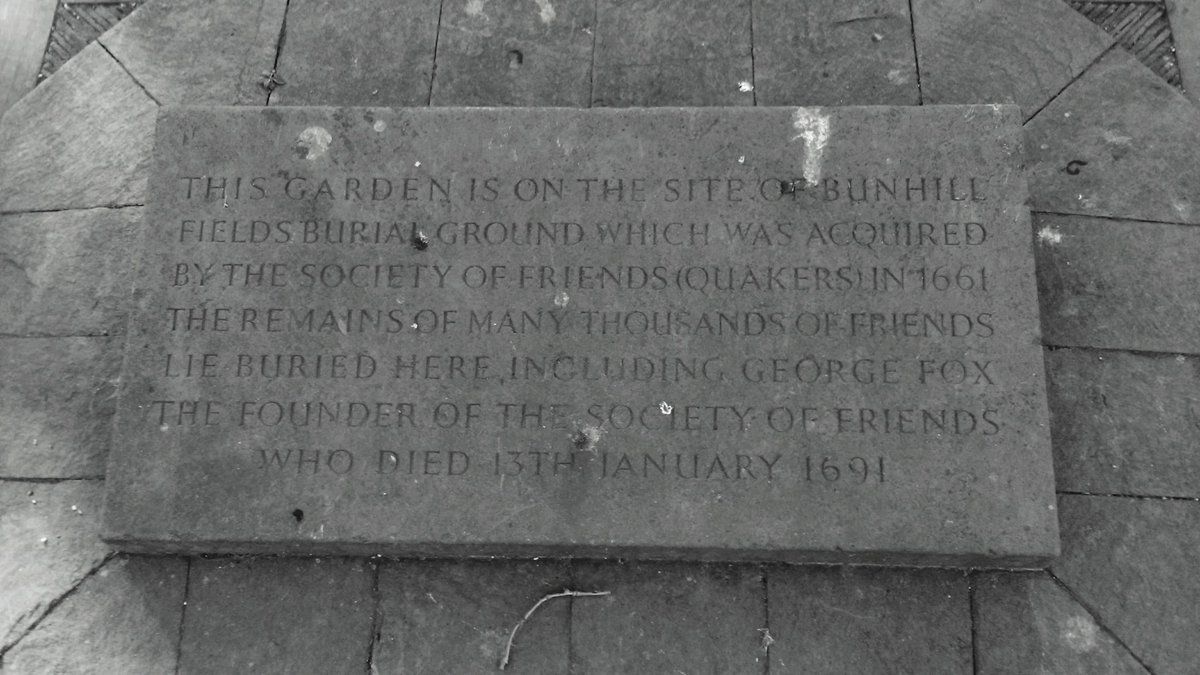 THIS GARDEN IS ON THE SITE OF BUNHILL
FIELDS BURIAL GROUND WHICH WAS ACQUIRED
BY THE SOCIETY OF FRIENDS (QUAKERS) IN 1661
THE REMAINS OF MANY THOUSANDS OF FRIENDS
LIE BURIED HERE, INCLUDING GEORGE FOX
THE FOUNDER OF THE SOCIETY OF FRIENDS
WHO DIED 13TH JANUARY 1691